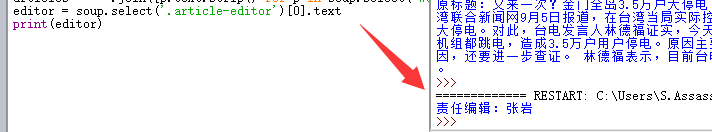 editor = soup.select('.article-editor')[0].text
print(editor)
原标题：又来一次？金门全岛3.5万户大停电
湾联合新闻网9月5日报道，在台湾当局实际控
大停电。对此，台电发言人林德福证实，今天
机组都跳电，造成3.5万户用户停电。原因主要
因，还要进一步查证。 林德福表示，目前台电
。
>>>
============= RESTART: C:\Users\S.Assass
责任编辑：张岩
>>>